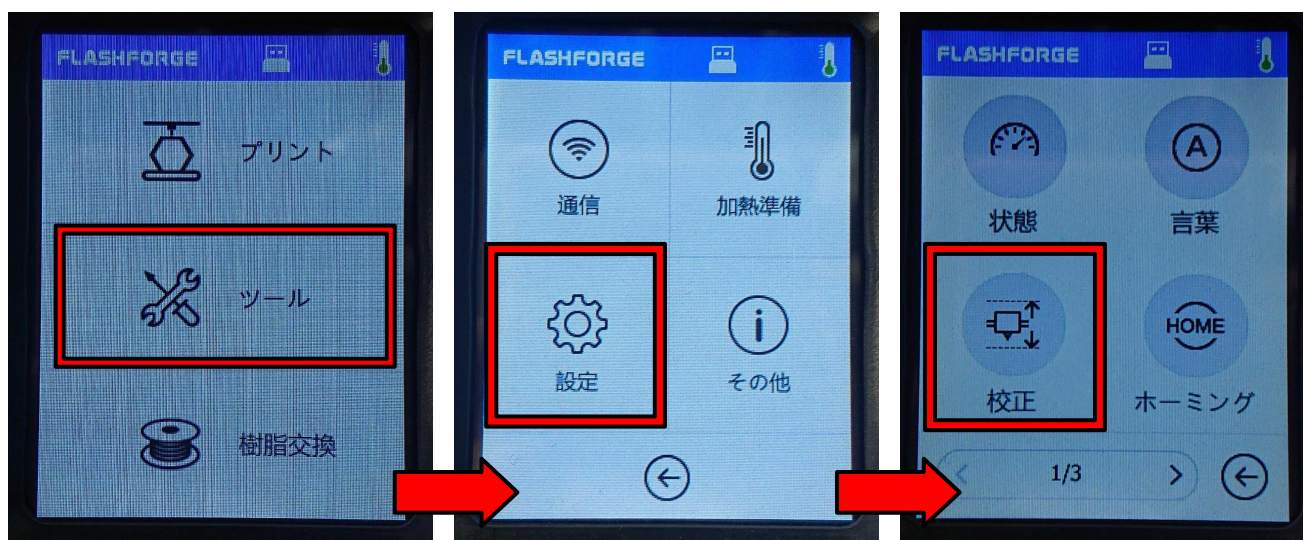 FLASHFORGE
プリント
ツール
樹脂交換
FLASHFORGE
通信
加熱準備
設定
i
その他
FLASHFORGE
状態
A
言葉
校正
HOME
ホーミング
1/3